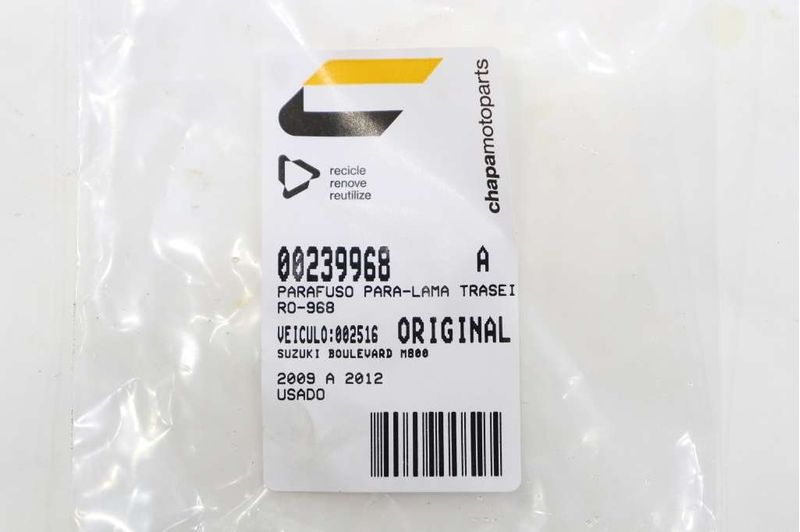 chapamotoparts
recicle
renove
reutilize
00239968 A
PARAFUSO PARA-LAMA TRASEI
RO-968
VEICULO:002516 ORIGINAL
SUZUKI BOULEVARD M800
2009 A 2012
USADO